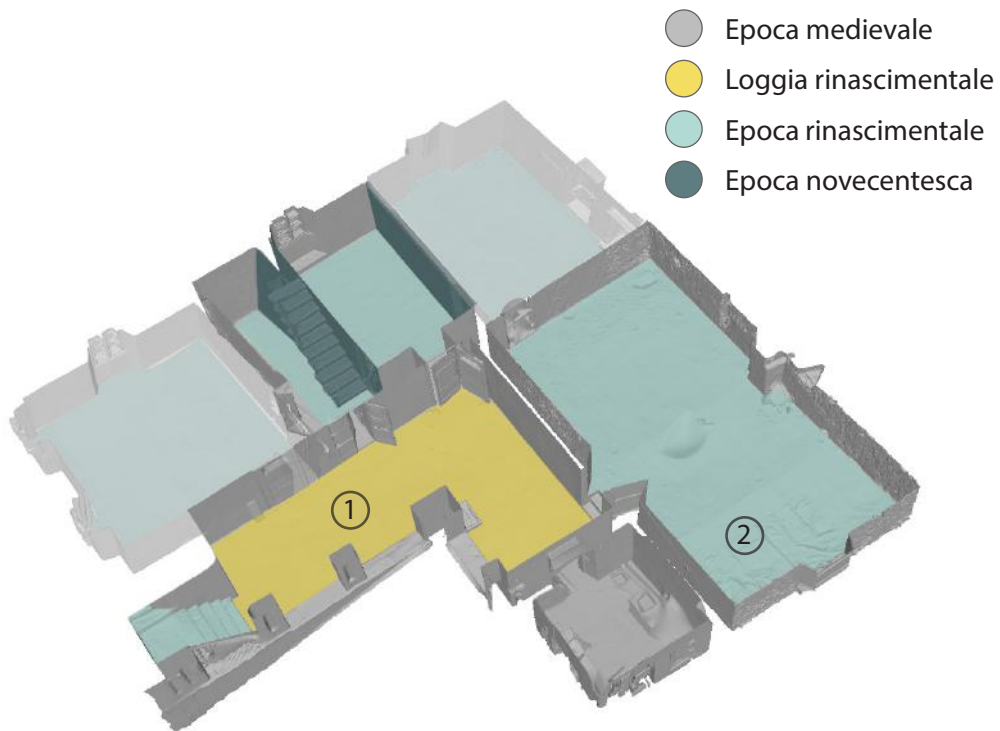 Epoca medievale
Loggia rinascimentale
Epoca rinascimentale
Epoca novecentesca
1
2